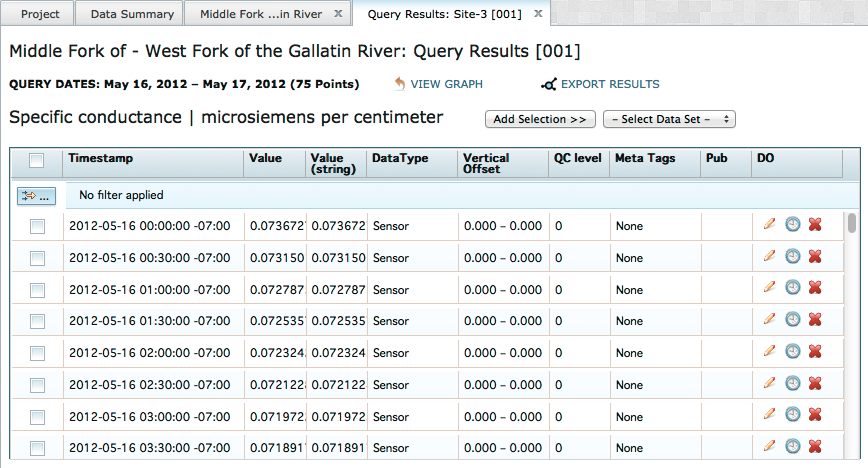 Project Data Summary Middle Fork ...in River x Query Results: Site-3 [001] x
Middle Fork of - West Fork of the Gallatin River: Query Results [001]
QUERY DATES: May 16, 2012 – May 17, 2012 (75 Points) VIEW GRAPH EXPORT RESULTS
Specific conductance | microsiemens per centimeter Add Selection >> – Select Data Set –
Timestamp Value Value (string) DataType Vertical Offset QC level Meta Tags Pub DO
... No filter applied
2012-05-16 00:00:00 -07:00 0.073672 0.073672 Sensor 0.000 – 0.000 0 None
2012-05-16 00:30:00 -07:00 0.073150 0.073150 Sensor 0.000 – 0.000 0 None
2012-05-16 01:00:00 -07:00 0.072787 0.072787 Sensor 0.000 – 0.000 0 None
2012-05-16 01:30:00 -07:00 0.072535 0.072535 Sensor 0.000 – 0.000 0 None
2012-05-16 02:00:00 -07:00 0.072324 0.072324 Sensor 0.000 – 0.000 0 None
2012-05-16 02:30:00 -07:00 0.072122 0.072122 Sensor 0.000 – 0.000 0 None
2012-05-16 03:00:00 -07:00 0.071972 0.071972 Sensor 0.000 – 0.000 0 None
2012-05-16 03:30:00 -07:00 0.071891 0.071891 Sensor 0.000 – 0.000 0 None